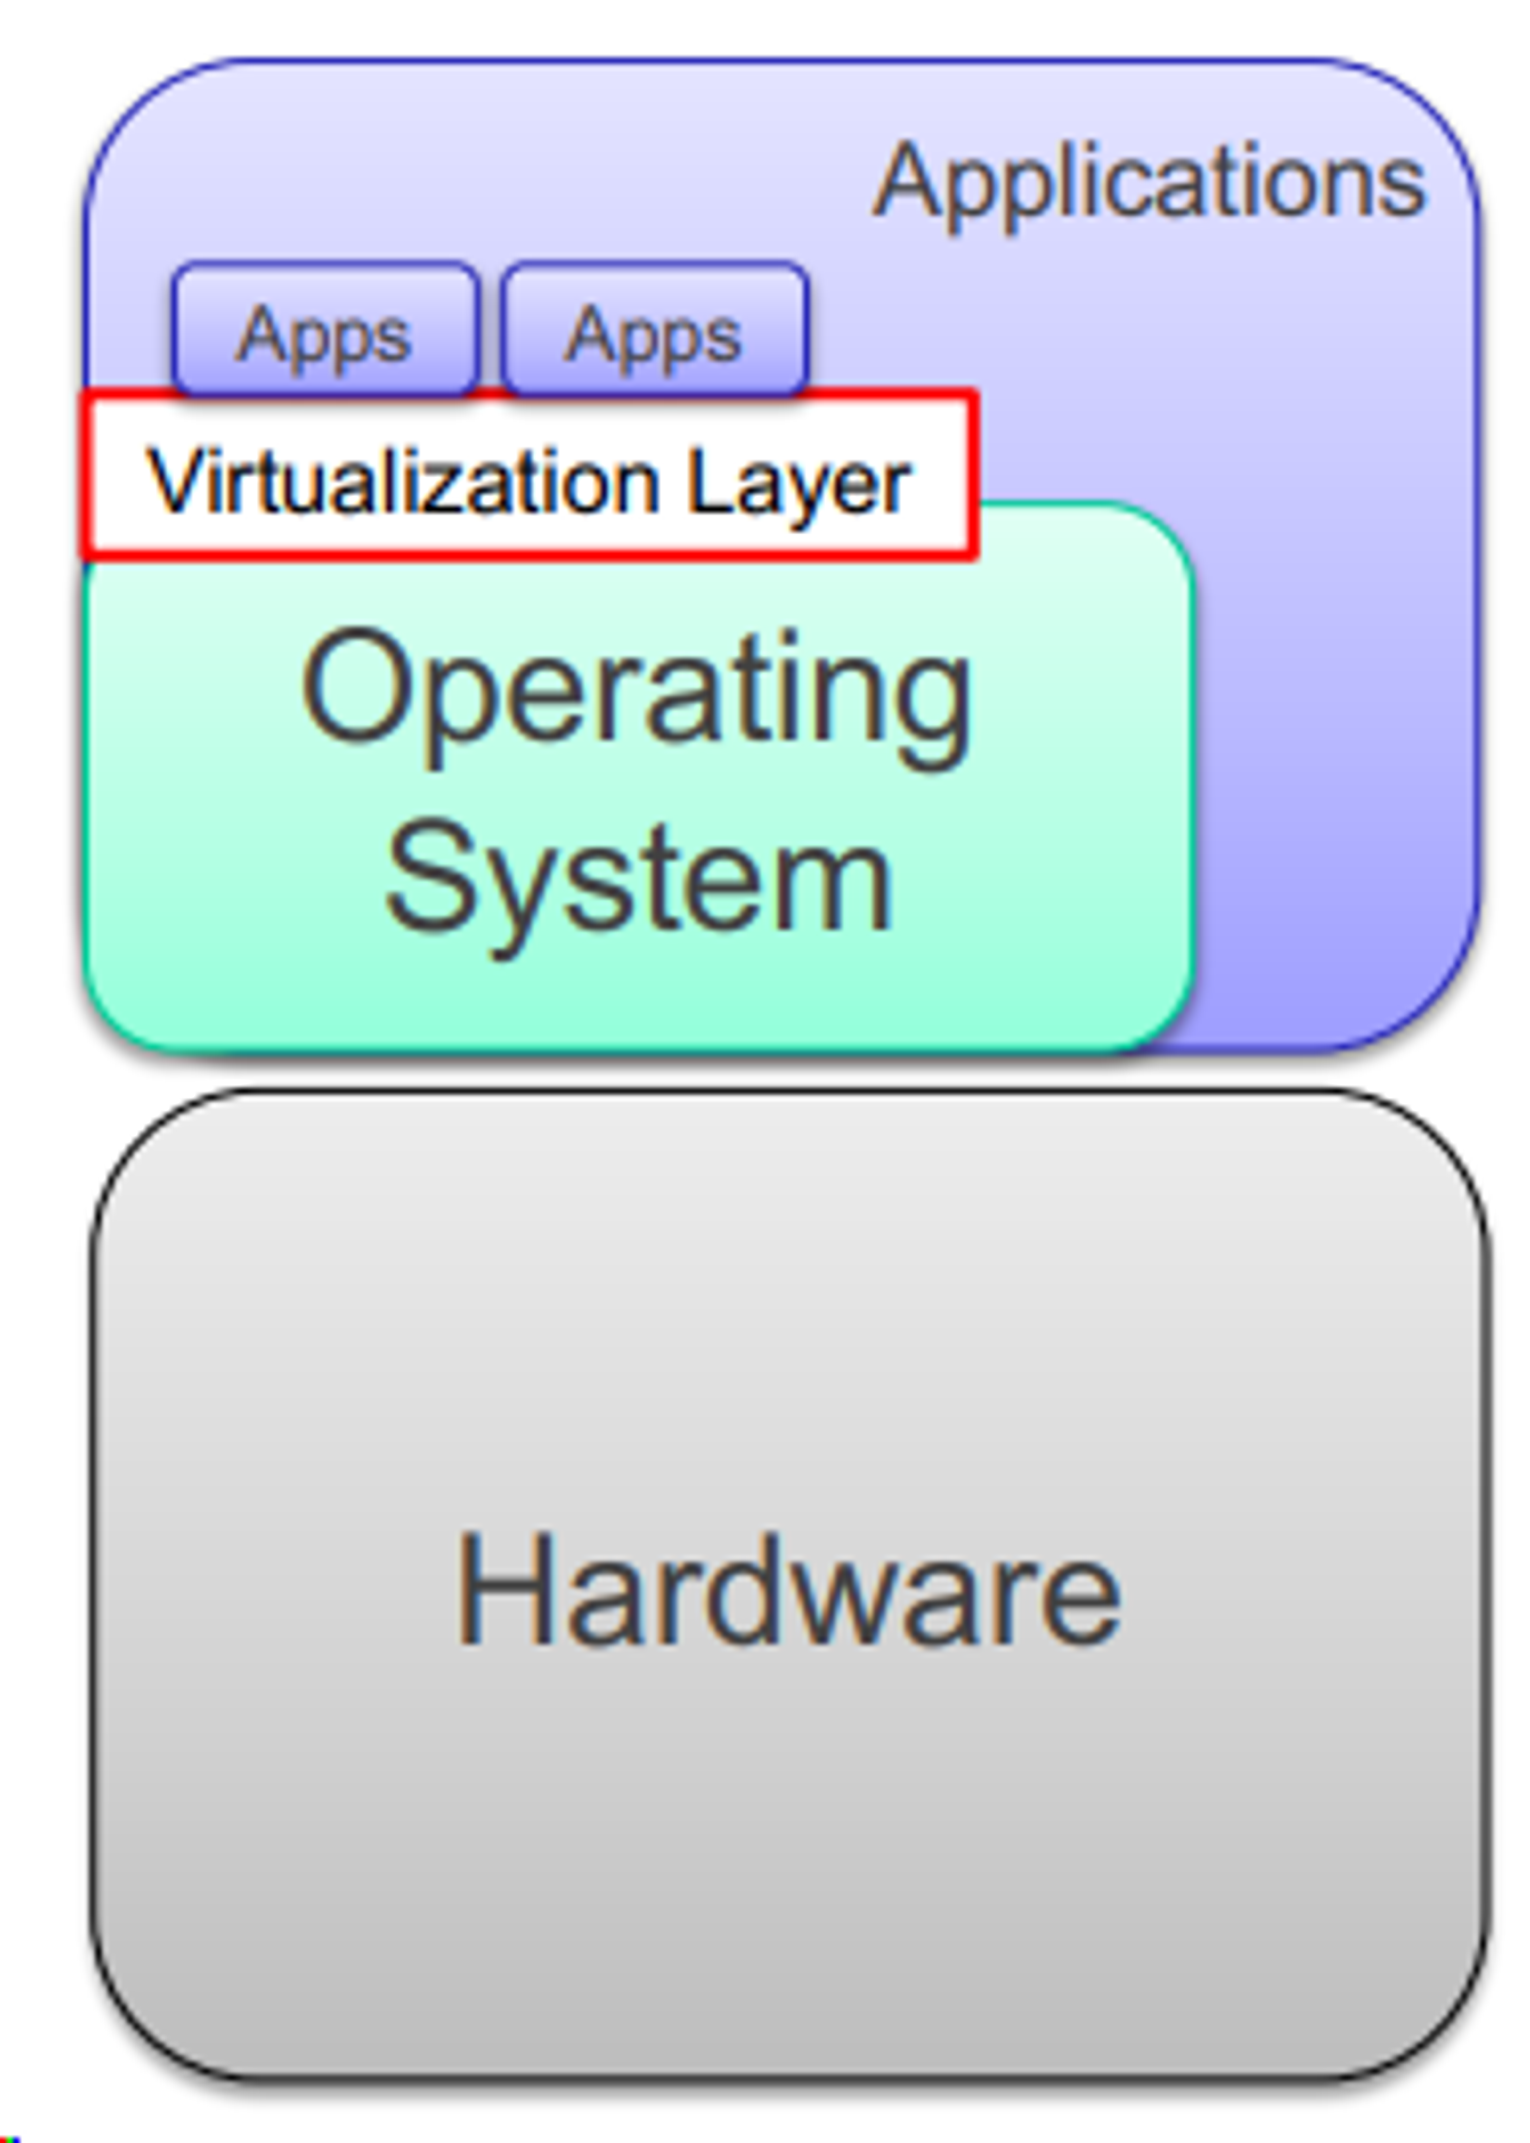 Applications
Apps Apps
Virtualization Layer
Operating
System
Hardware